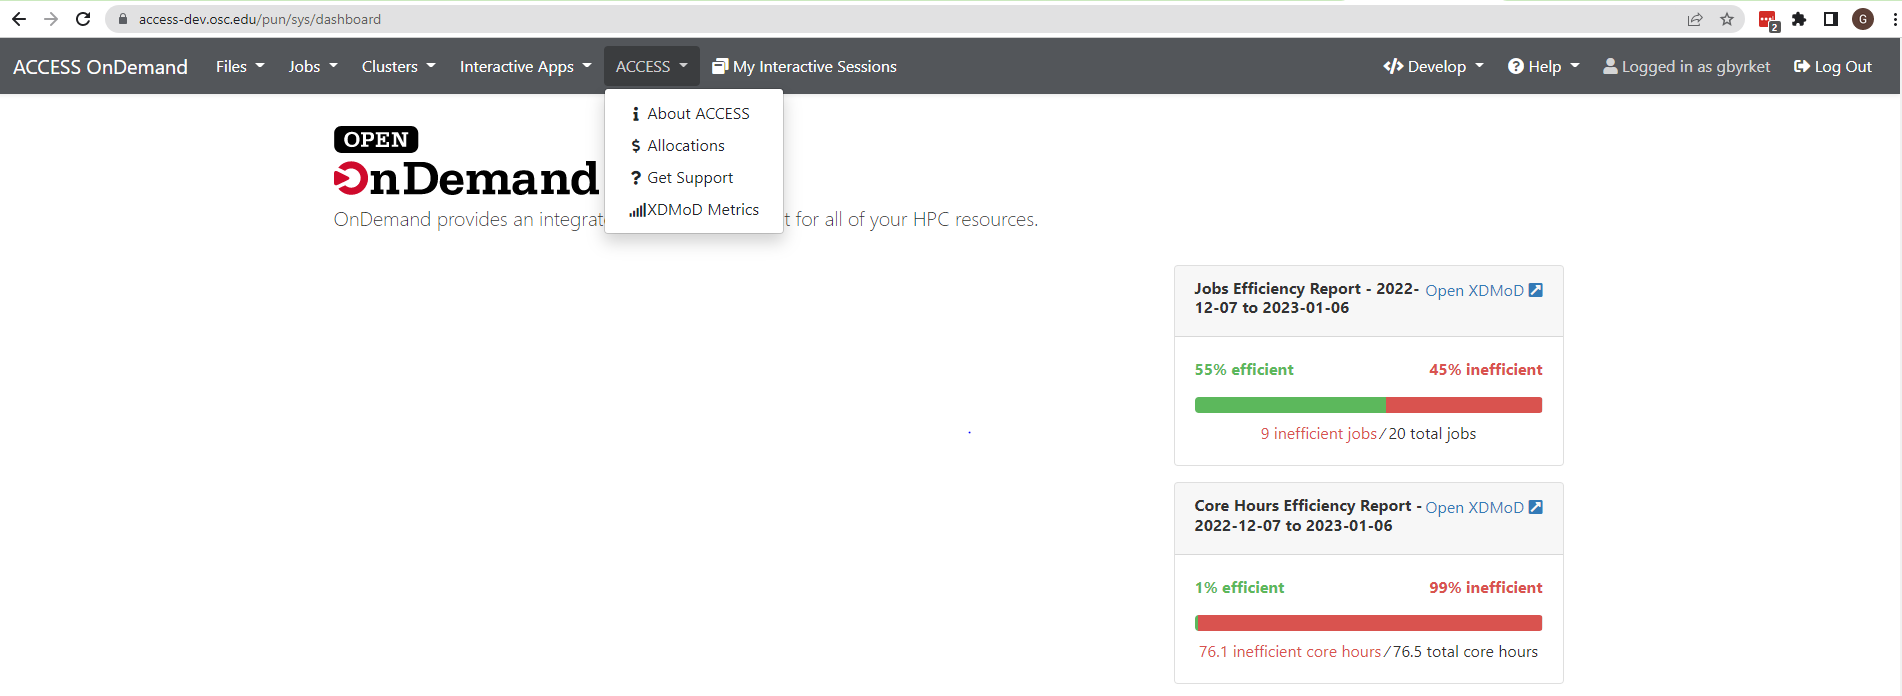 access-dev.osc.edu/pun/sys/dashboard
2
G
ACCESS OnDemand Files Jobs Clusters Interactive Apps ACCESS My Interactive Sessions Develop Help Logged in as gbyrket Log Out
About ACCESS
Allocations
Get Support
XDMoD Metrics
OPEN
OnDemand
OnDemand provides an integrat t for all of your HPC resources.
Jobs Efficiency Report - 2022-
12-07 to 2023-01-06
Open XDMoD
55% efficient 45% inefficient
9 inefficient jobs / 20 total jobs
Core Hours Efficiency Report -
2022-12-07 to 2023-01-06
Open XDMoD
1% efficient 99% inefficient
76.1 inefficient core hours / 76.5 total core hours